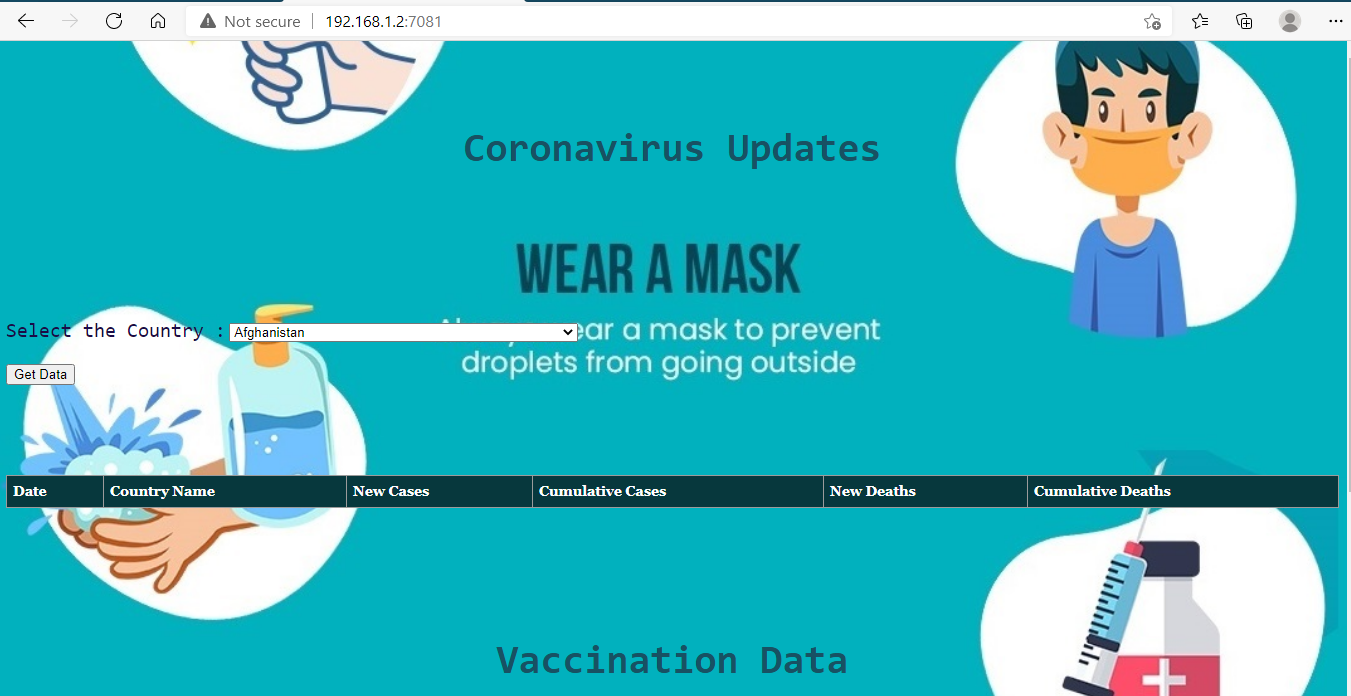 Not secure 192.168.1.2:7081
Coronavirus Updates
WEAR A MASK
Select the Country : Afghanistan
ear a mask to prevent
droplets from going outside
Get Data
Date Country Name New Cases Cumulative Cases New Deaths Cumulative Deaths
Vaccination Data